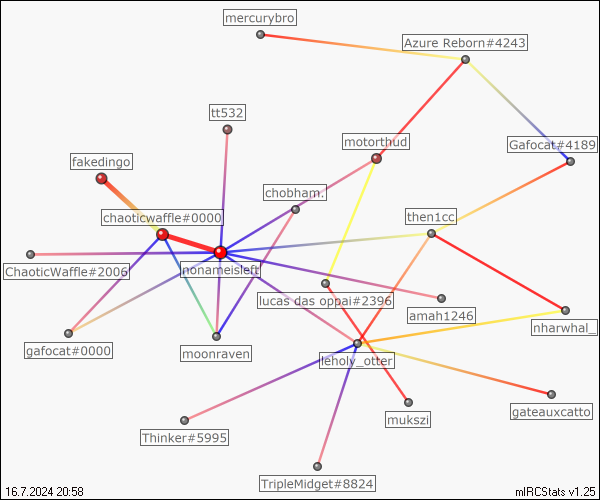 mercurybro
Azure Reborn#4243
tt532
motorthud
Gafocat#4189
fakedingo
chobham.
chaoticwaffle#0000
then1cc
ChaoticWaffle#2006
nonameisleft
lucas das oppai#2396
amah1246
nharwhal_
gafocat#0000
moonraven
leholy_otter
mukszi
gateauxcatto
Thinker#5995
TripleMidget#8824
16.7.2024 20:58
mIRCStats v1.25